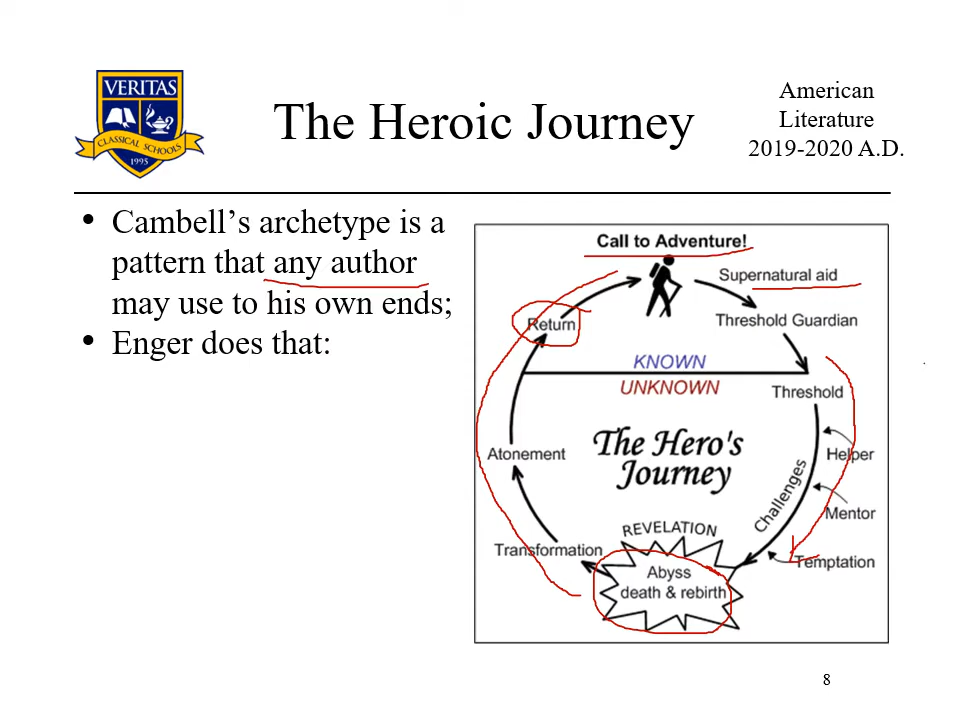 VERITAS
CLASSICAL SCHOOLS
1995
The Heroic Journey
American
Literature
2019-2020 A.D.
• Cambell’s archetype is a
pattern that any author
may use to his own ends;
• Enger does that:
Call to Adventure!
Supernatural aid
Return
Threshold Guardian
KNOWN
UNKNOWN
Threshold
The Hero's
Journey
Atonement
Helper
Challenges
Mentor
REVELATION
Transformation
Temptation
Abyss
death & rebirth
8